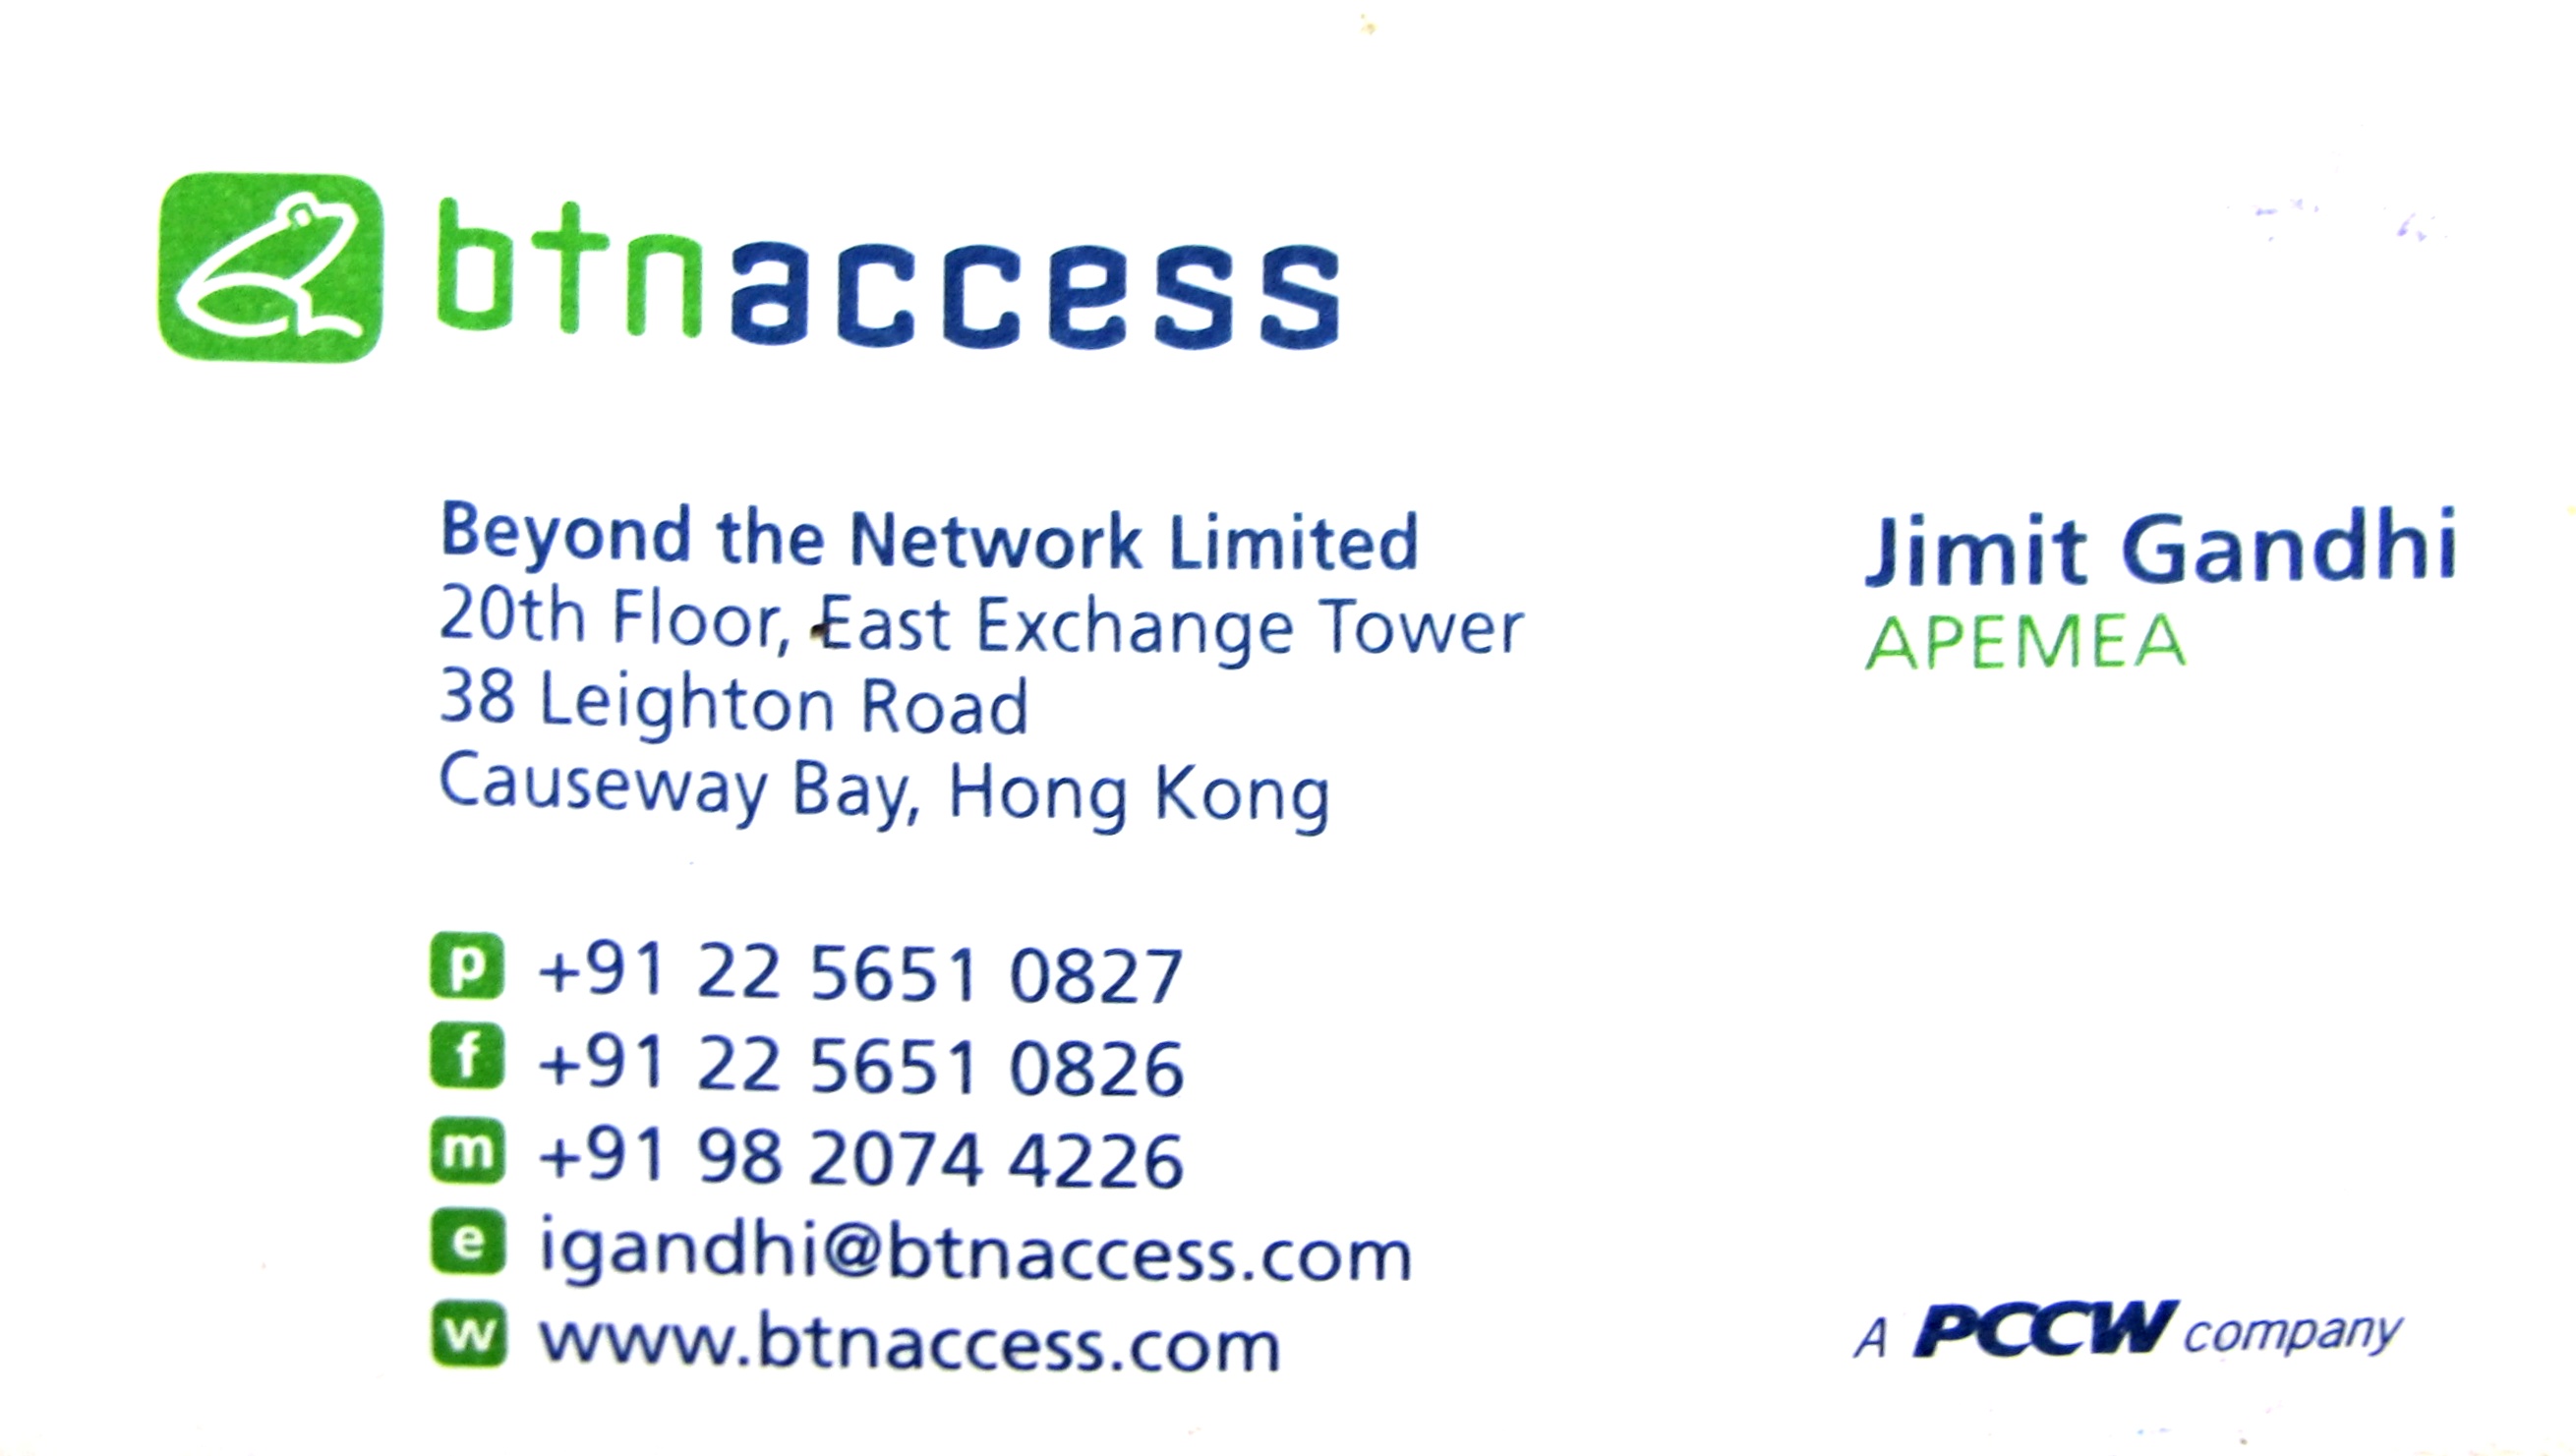 btnaccess
Beyond the Network Limited
20th Floor, East Exchange Tower
38 Leighton Road
Causeway Bay, Hong Kong
Jimit Gandhi
APEMEA
p +91 22 5651 0827
f +91 22 5651 0826
m +91 98 2074 4226
e igandhi@btnaccess.com
w www.btnaccess.com
A PCCW company